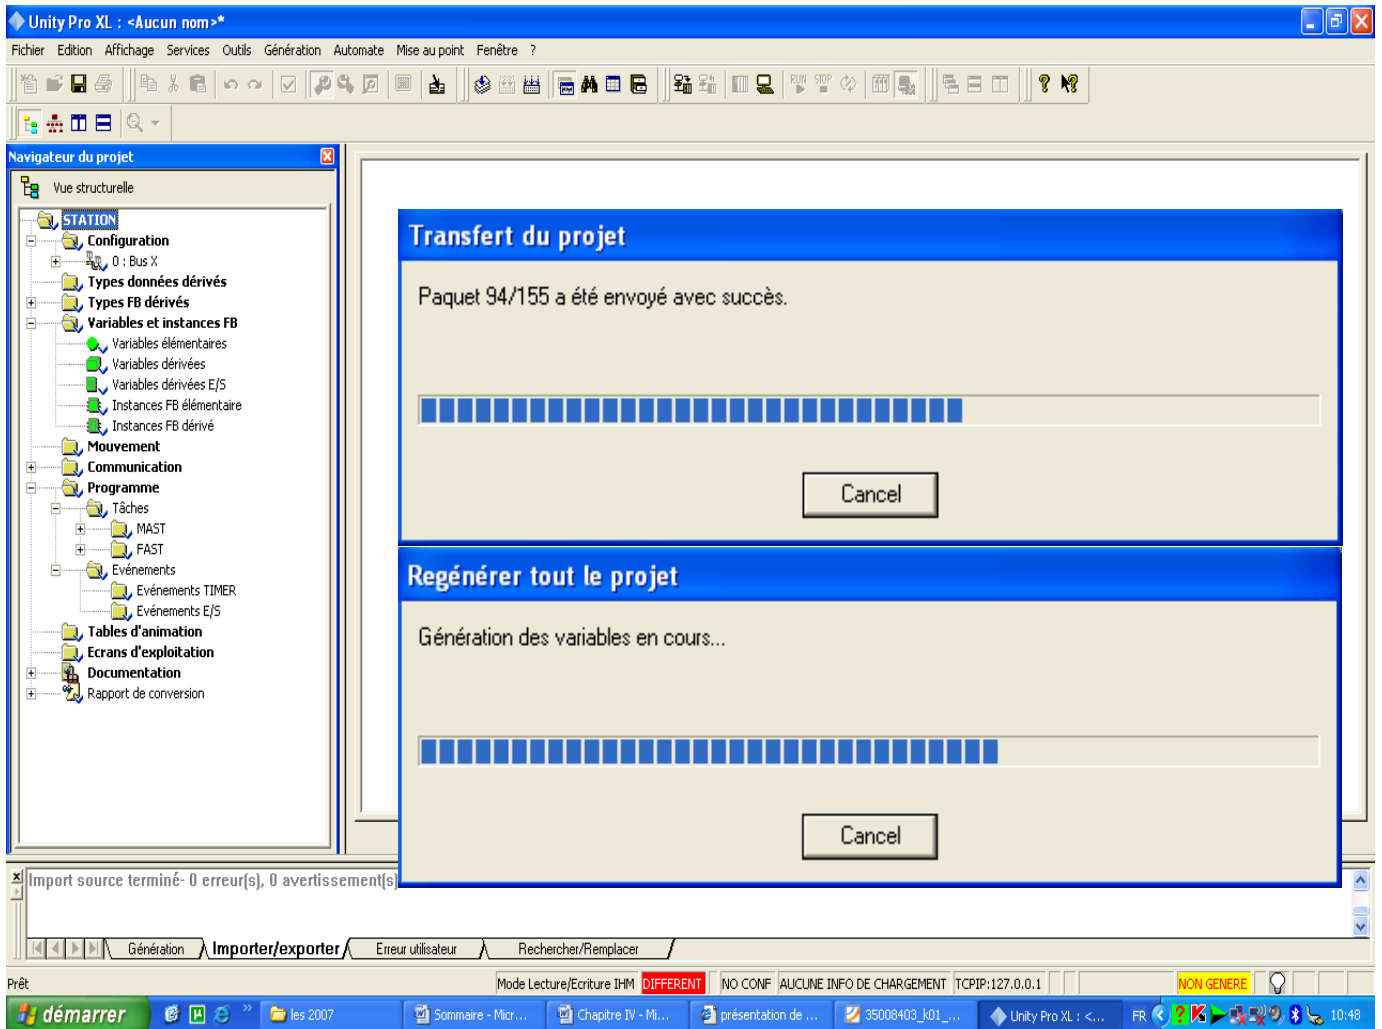 Unity Pro XL : <Aucun nom>*
Fichier Edition Affichage Services Outils Génération Automate Mise au point Fenêtre ?
RUN STOP
Navigateur du projet
Vue structurelle
STATION
Configuration
0 : Bus X
Types données dérivés
Types FB dérivés
Variables et instances FB
Variables élémentaires
Variables dérivées
Variables dérivées E/S
Instances FB élémentaire
Instances FB dérivé
Mouvement
Communication
Programme
Tâches
MAST
FAST
Evénements
Evénements TIMER
Evénements E/S
Tables d'animation
Ecrans d'exploitation
Documentation
Rapport de conversion
Transfert du projet
Paquet 94/155 a été envoyé avec succès.
Cancel
Regénérer tout le projet
Génération des variables en cours...
Cancel
Import source terminé- 0 erreur(s), 0 avertissement(s)
Génération Importer/exporter Erreur utilisateur Rechercher/Remplacer
Prêt Mode Lecture/Ecriture IHM DIFFERENT NO CONF AUCUNE INFO DE CHARGEMENT TCPIP:127.0.0.1 NON GENERE
démarrer les 2007 Sommaire - Micr... Chapitre IV - Mi... présentation de ... 35008403_k01_... Unity Pro XL : <... FR 10:48